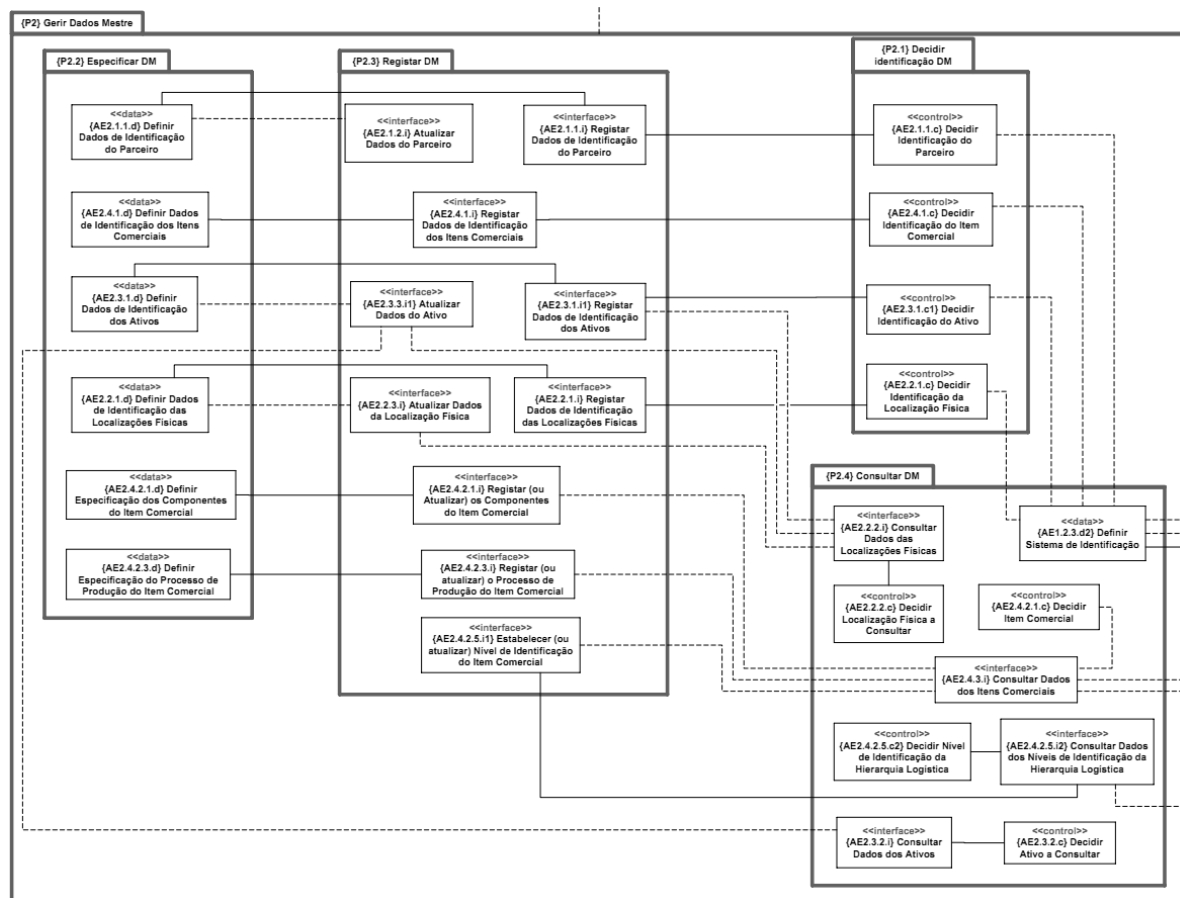 {P2} Gerir Dados Mestre
{P2.2} Especificar DM
<<data>>
{AE2.1.1.d} Definir
Dados de Identificação
do Parceiro
<<data>>
{AE2.4.1.d} Definir Dados
de Identificação dos Itens
Comerciais
<<data>>
{AE2.3.1.d} Definir
Dados de Identificação
dos Ativos
<<data>>
{AE2.2.1.d} Definir Dados
de Identificação das
Localizações Físicas
<<data>>
{AE2.4.2.1.d} Definir
Especificação dos Componentes
do Item Comercial
<<data>>
{AE2.4.2.3.d} Definir
Especificação do Processo de
Produção do Item Comercial
{P2.3} Registar DM
<<interface>>
{AE2.1.2.i} Atualizar
Dados do Parceiro
<<interface>>
{AE2.1.1.i} Registar
Dados de Identificação
do Parceiro
<<interface>>
{AE2.4.1.i} Registar
Dados de Identificação
dos Itens Comerciais
<<interface>>
{AE2.3.3.i1} Atualizar
Dados do Ativo
<<interface>>
{AE2.3.1.i1} Registar
Dados de Identificação
dos Ativos
<<interface>>
{AE2.2.3.i} Atualizar Dados
da Localização Física
<<interface>>
{AE2.2.1.i} Registar
Dados de Identificação
das Localizações Físicas
<<interface>>
{AE2.4.2.1.i} Registar (ou
Atualizar) os Componentes
do Item Comercial
<<interface>>
{AE2.4.2.3.i} Registar (ou
atualizar) o Processo de
Produção do Item Comercial
<<interface>>
{AE2.4.2.5.i1} Estabelecer (ou
atualizar) Nível de Identificação
do Item Comercial
{P2.1} Decidir
identificação DM
<<control>>
{AE2.1.1.c} Decidir
Identificação do
Parceiro
<<control>>
{AE2.4.1.c} Decidir
Identificação do Item
Comercial
<<control>>
{AE2.3.1.c1} Decidir
Identificação do Ativo
<<control>>
{AE2.2.1.c} Decidir
Identificação da
Localização Física
{P2.4} Consultar DM
<<interface>>
{AE2.2.2.i} Consultar
Dados das
Localizações Físicas
<<data>>
{AE1.2.3.d2} Definir
Sistema de Identificação
<<control>>
{AE2.2.2.c} Decidir
Localização Física a
Consultar
<<control>>
{AE2.4.2.1.c} Decidir
Item Comercial
<<interface>>
{AE2.4.3.i} Consultar Dados
dos Itens Comerciais
<<control>>
{AE2.4.2.5.c2} Decidir Nível
de Identificação da
Hierarquia Logística
<<interface>>
{AE2.4.2.5.i2} Consultar Dados
dos Níveis de Identificação da
Hierarquia Logística
<<interface>>
{AE2.3.2.i} Consultar
Dados dos Ativos
<<control>>
{AE2.3.2.c} Decidir
Ativo a Consultar